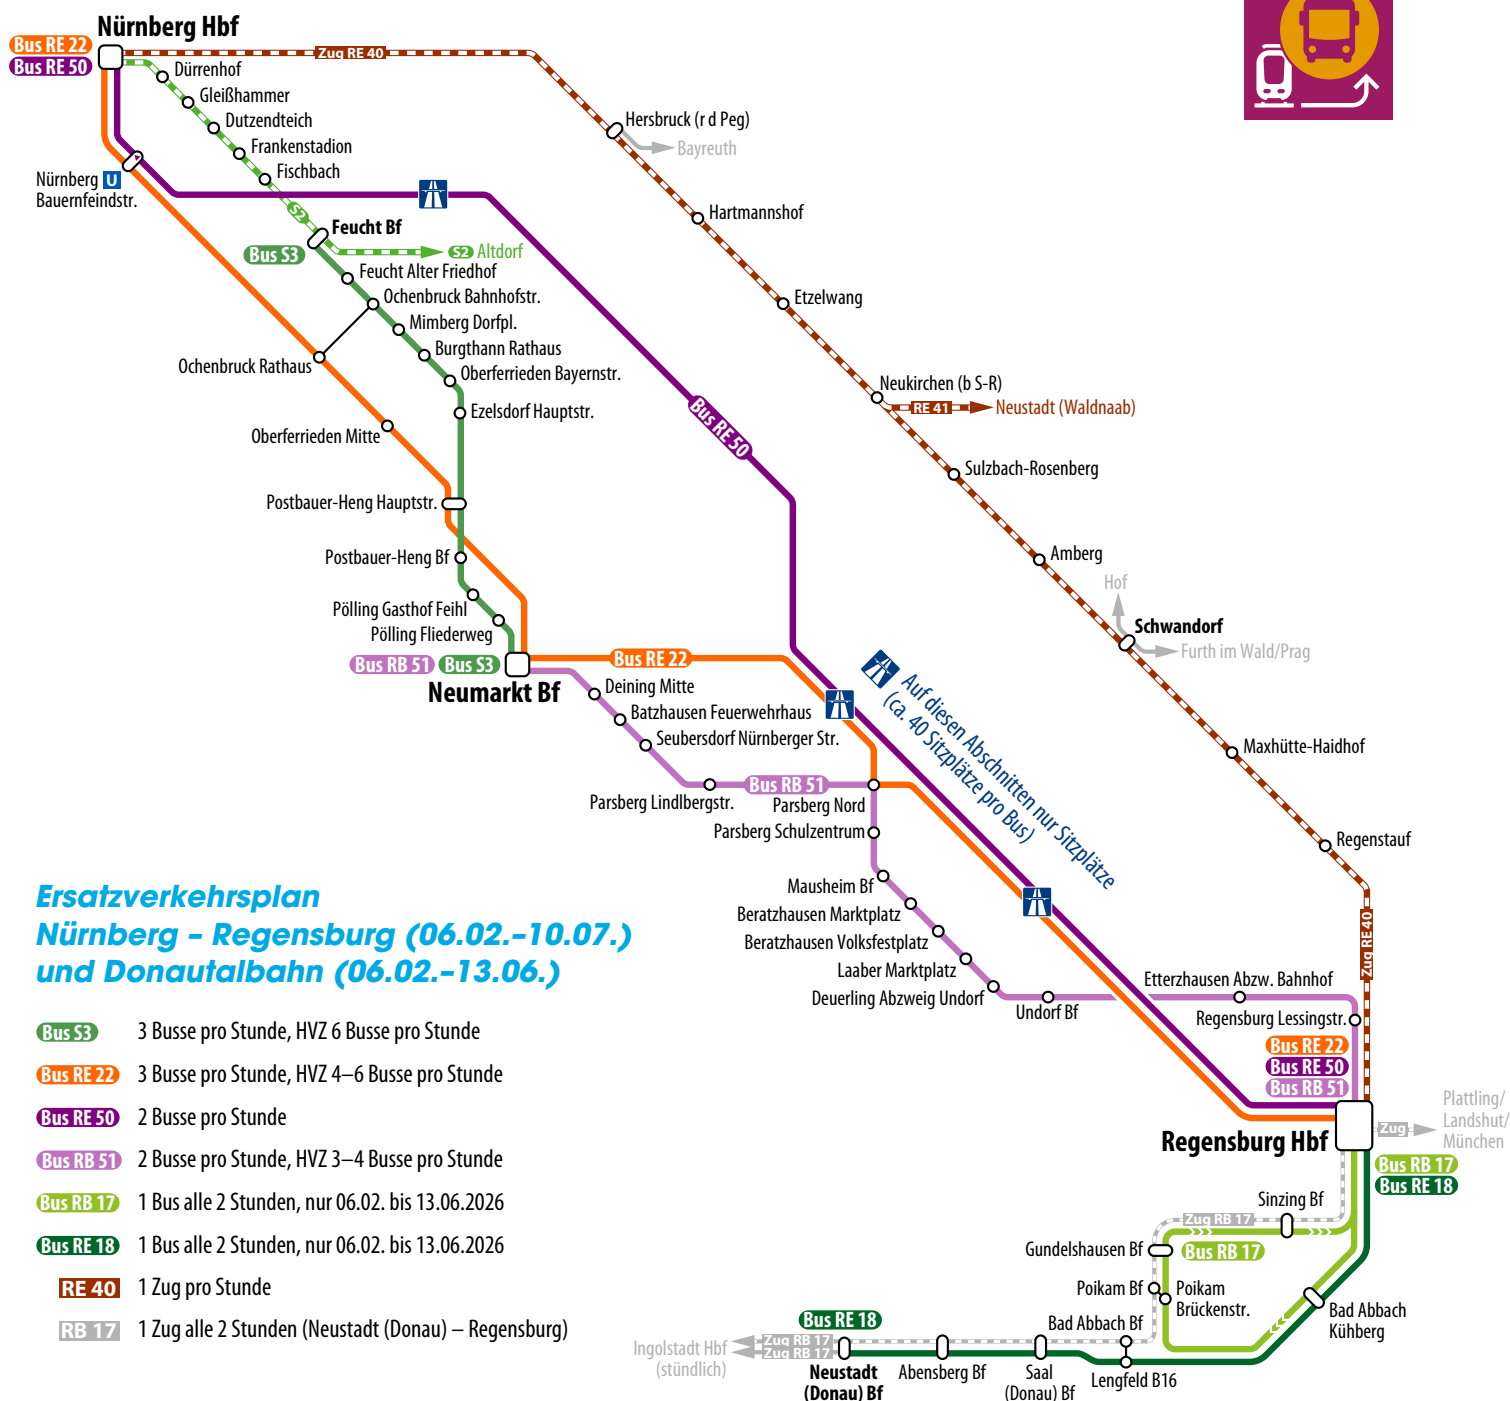 Nürnberg Hbf
Bus RE 22
Bus RE 50
Zug RE 40
Dürrenhof
Gleißhammer
Dutzendteich
Frankenstadion
Fischbach
Nürnberg U
Bauernfeindstr.
S2
Feucht Bf
Bus S3
S2 Altdorf
Feucht Alter Friedhof
Ochenbruck Bahnhofstr.
Mimberg Dorfpl.
Burgthann Rathaus
Oberferrieden Bayernstr.
Ezelsdorf Hauptstr.
Ochenbruck Rathaus
Oberferrieden Mitte
Postbauer-Heng Hauptstr.
Postbauer-Heng Bf
Pölling Gasthof Feihl
Pölling Fliederweg
Bus RB 51
Bus S3
Neumarkt Bf
Bus RE 22
Bus RE 50
Hersbruck (r d Peg)
Bayreuth
Hartmannshof
Etzelwang
Neukirchen (b S-R)
RE 41
Neustadt (Waldnaab)
Sulzbach-Rosenberg
Amberg
Hof
Schwandorf
Furth im Wald/Prag
Maxhütte-Haidhof
Regenstauf
Zug RE 40
Deining Mitte
Batzhausen Feuerwehrhaus
Seubersdorf Nürnberger Str.
Parsberg Lindlbergstr.
Bus RB 51
Parsberg Nord
Parsberg Schulzentrum
Mausheim Bf
Beratzhausen Marktplatz
Beratzhausen Volksfestplatz
Laaber Marktplatz
Deuerling Abzweig Undorf
Undorf Bf
Etterzhausen Abzw. Bahnhof
Regensburg Lessingstr.
Auf diesen Abschnitten nur Sitzplätze
(ca. 40 Sitzplätze pro Bus)
Bus RE 22
Bus RE 50
Bus RB 51
Regensburg Hbf
Zug
Plattling/
Landshut/
München
Bus RB 17
Bus RE 18
Sinzing Bf
Zug RB 17
Gundelshausen Bf
Bus RB 17
Poikam Bf
Poikam
Brückenstr.
Bad Abbach Bf
Bad Abbach
Kühberg
Bus RE 18
Zug RB 17
Zug RB 17
Ingolstadt Hbf
(stündlich)
Neustadt
(Donau) Bf
Abensberg Bf
Saal
(Donau) Bf
Lengfeld B16
Ersatzverkehrsplan
Nürnberg – Regensburg (06.02.–10.07.)
und Donautalbahn (06.02.–13.06.)
Bus S3 3 Busse pro Stunde, HVZ 6 Busse pro Stunde
Bus RE 22 3 Busse pro Stunde, HVZ 4–6 Busse pro Stunde
Bus RE 50 2 Busse pro Stunde
Bus RB 51 2 Busse pro Stunde, HVZ 3–4 Busse pro Stunde
Bus RB 17 1 Bus alle 2 Stunden, nur 06.02. bis 13.06.2026
Bus RE 18 1 Bus alle 2 Stunden, nur 06.02. bis 13.06.2026
RE 40 1 Zug pro Stunde
RB 17 1 Zug alle 2 Stunden (Neustadt (Donau) – Regensburg)